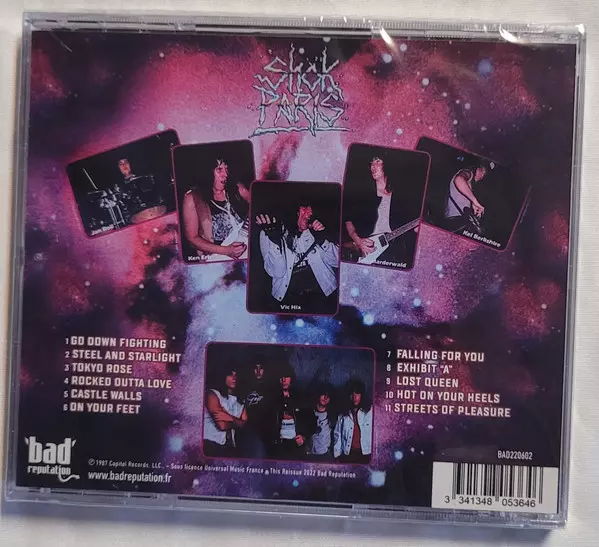 SHOK
PARIS
Ken Erb
Vic Hix
Kel Berkshire
1 GO DOWN FIGHTING
2 STEEL AND STARLIGHT
3 TOKYO ROSE
4 ROCKED OUTTA LOVE
5 CASTLE WALLS
6 ON YOUR FEET
7 FALLING FOR YOU
8 EXHIBIT "A"
9 LOST QUEEN
10 HOT ON YOUR HEELS
11 STREETS OF PLEASURE
'bad'
reputation
© 1987 Capitol Records, LLC. - Sous licence Universal Music France - This Reissue 2022 Bad Reputation
www.badreputation.fr
BAD220602
3 341348 053646